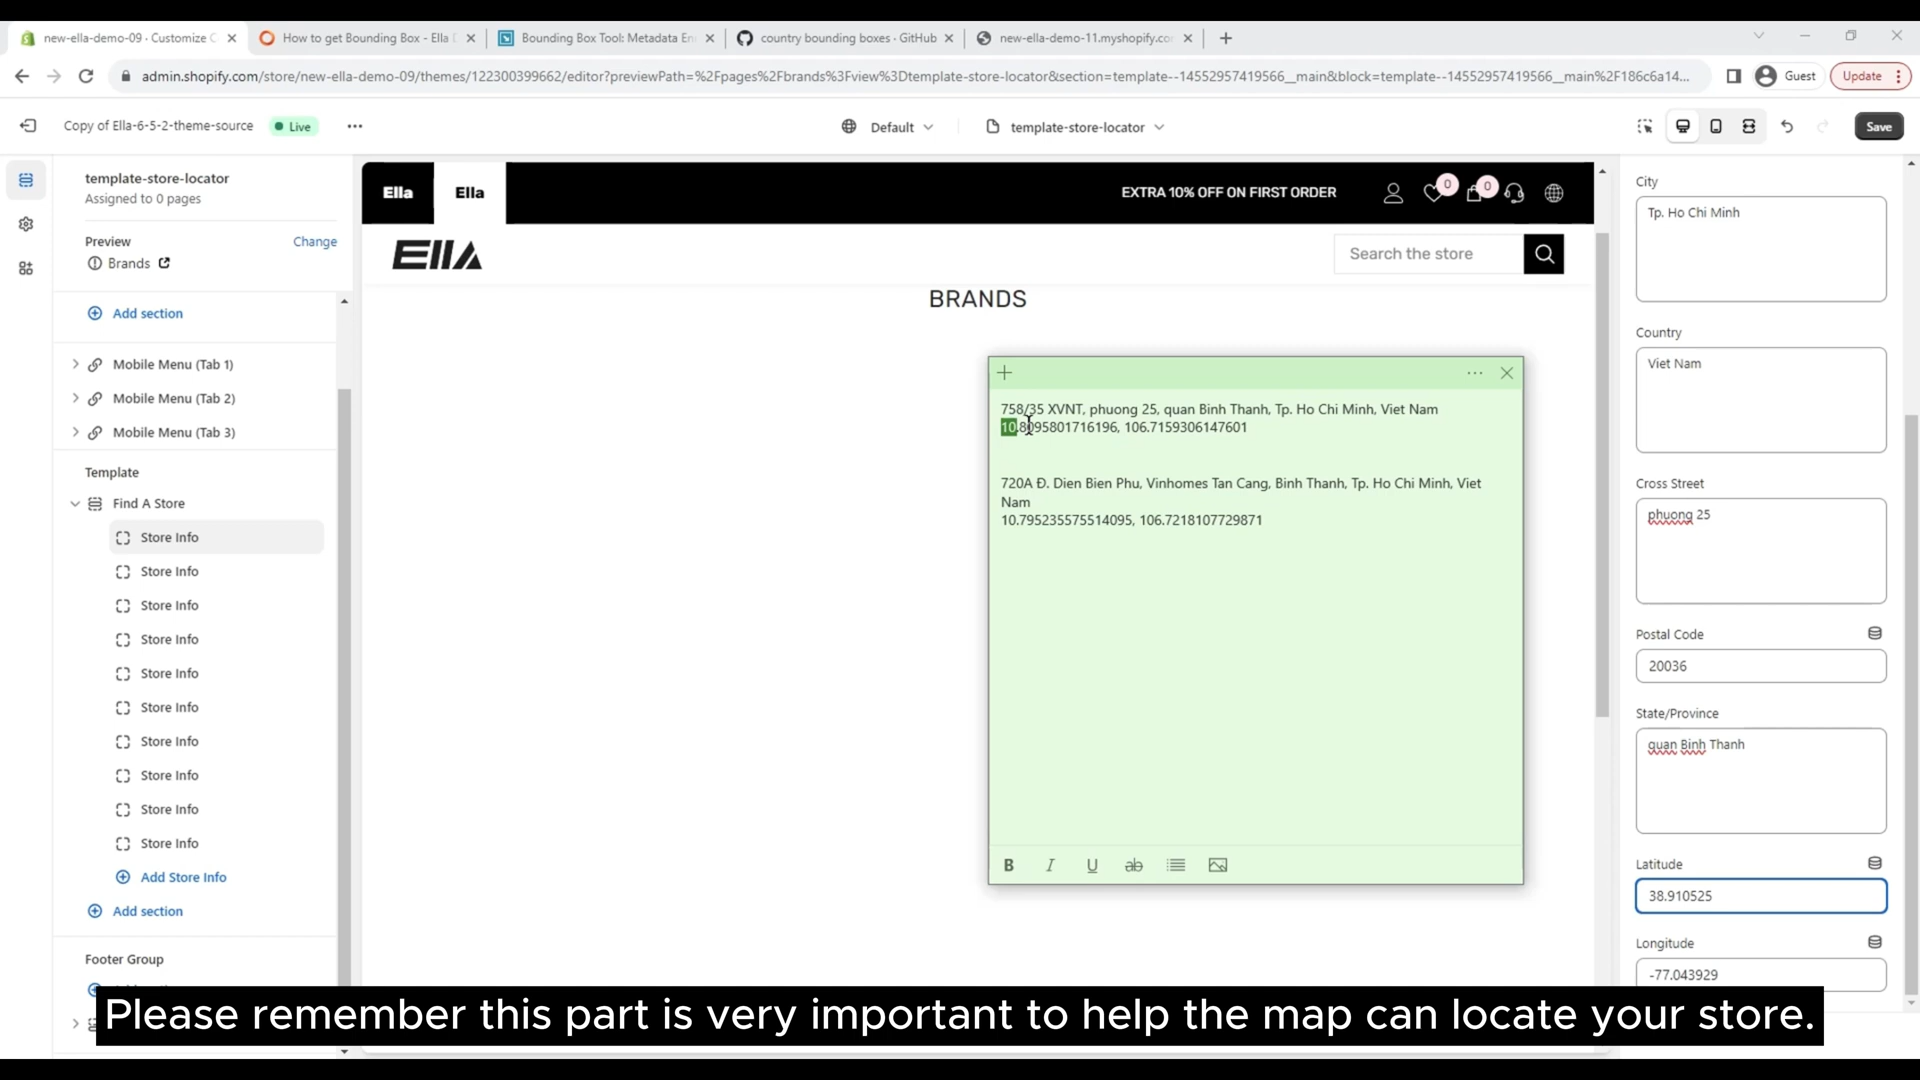 new-ella-demo-09 · Customize C
How to get Bounding Box - Ella D
Bounding Box Tool: Metadata En
country bounding boxes · GitHub
new-ella-demo-11.myshopify.co
admin.shopify.com/store/new-ella-demo-09/themes/122300399662/editor?previewPath=%2Fpages%2Fbrands%3Fview%3Dtemplate-store-locator&section=template--14552957419566__main&block=template--14552957419566__main%2F186c6a14...
Guest
Update
Copy of Ella-6-5-2-theme-source
Live
Default
template-store-locator
Save
template-store-locator
Assigned to 0 pages
Preview
Change
Brands
Add section
Mobile Menu (Tab 1)
Mobile Menu (Tab 2)
Mobile Menu (Tab 3)
Template
Find A Store
Store Info
Store Info
Store Info
Store Info
Store Info
Store Info
Store Info
Store Info
Store Info
Store Info
Add Store Info
Add section
Footer Group
Ella
Ella
EXTRA 10% OFF ON FIRST ORDER
0
0
EllA
Search the store
BRANDS
758/35 XVNT, phuong 25, quan Binh Thanh, Tp. Ho Chi Minh, Viet Nam
10.8095801716196, 106.7159306147601
720A Đ. Dien Bien Phu, Vinhomes Tan Cang, Binh Thanh, Tp. Ho Chi Minh, Viet
Nam
10.795235575514095, 106.7218107729871
B I U ab
City
Tp. Ho Chi Minh
Country
Viet Nam
Cross Street
phuong 25
Postal Code
20036
State/Province
quan Binh Thanh
Latitude
38.910525
Longitude
-77.043929
Please remember this part is very important to help the map can locate your store.